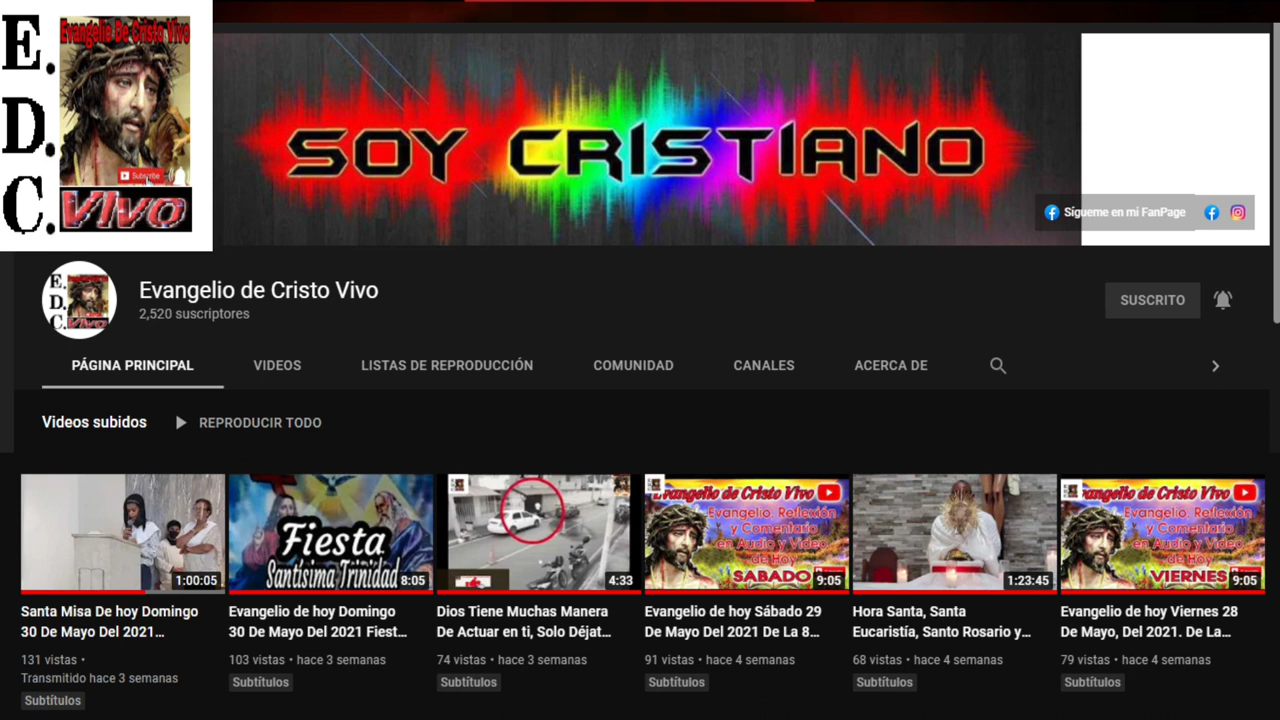 E.
D.
C.
Evangelio De Cristo Vivo
Subscribe
Vivo
SOY CRISTIANO
Sígueme en mi FanPage
Evangelio de Cristo Vivo
2,520 suscriptores
SUSCRITO
PÁGINA PRINCIPAL
VIDEOS
LISTAS DE REPRODUCCIÓN
COMUNIDAD
CANALES
ACERCA DE
Videos subidos
REPRODUCIR TODO
1:00:05
Fiesta
Santísima Trinidad
8:05
4:33
Evangelio de Cristo Vivo
Evangelio, Reflexión
y Comentario
en Audio y Video
de Hoy
SABADO
9:05
1:23:45
Evangelio de Cristo Vivo
Evangelio, Reflexión
y Comentario
en Audio y Video
de Hoy
VIERNES
9:05
Santa Misa De hoy Domingo
30 De Mayo Del 2021...
131 vistas •
Transmitido hace 3 semanas
Subtítulos
Evangelio de hoy Domingo
30 De Mayo Del 2021 Fiest...
103 vistas • hace 3 semanas
Subtítulos
Dios Tiene Muchas Manera
De Actuar en ti, Solo Déjat...
74 vistas • hace 3 semanas
Subtítulos
Evangelio de hoy Sábado 29
De Mayo Del 2021 De La 8...
91 vistas • hace 4 semanas
Subtítulos
Hora Santa, Santa
Eucaristía, Santo Rosario y...
68 vistas • hace 4 semanas
Subtítulos
Evangelio de hoy Viernes 28
De Mayo, Del 2021. De La...
79 vistas • hace 4 semanas
Subtítulos